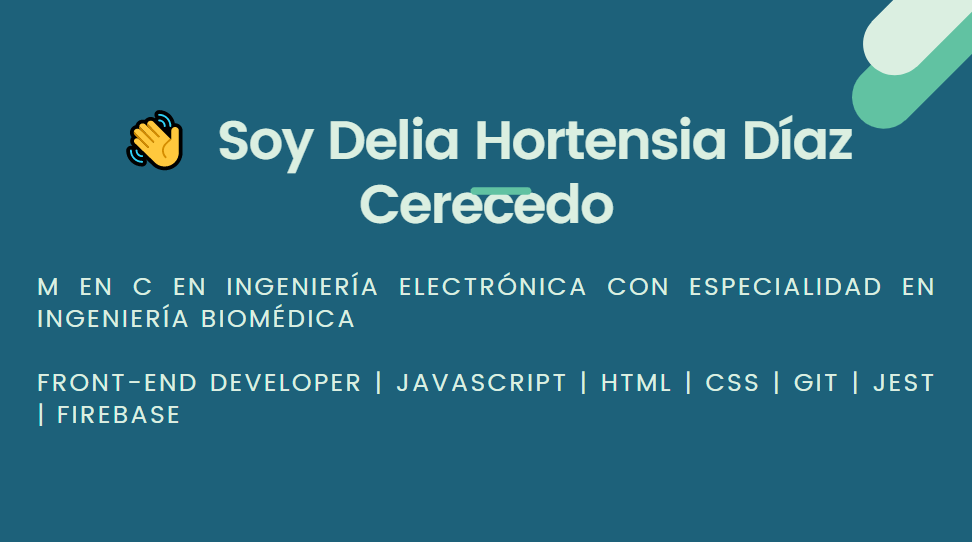 Soy Delia Hortensia Díaz
Cerecedo
M EN C EN INGENIERÍA ELECTRÓNICA CON ESPECIALIDAD EN
INGENIERÍA BIOMÉDICA
FRONT-END DEVELOPER | JAVASCRIPT | HTML | CSS | GIT | JEST
| FIREBASE